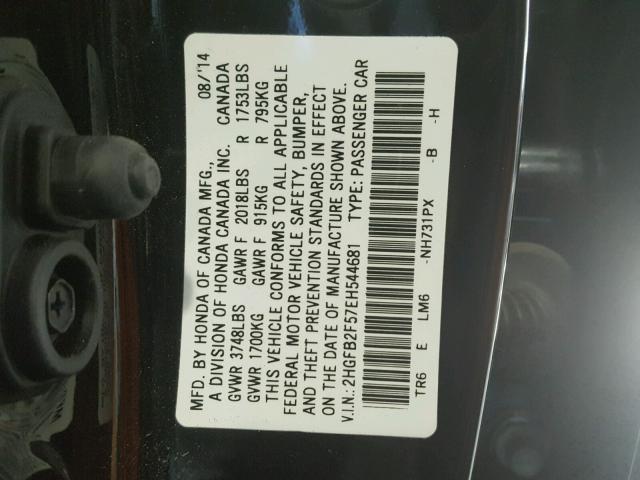 MFD. BY HONDA OF CANADA MFG., 08/'14
A DIVISION OF HONDA CANADA INC. CANADA
GVWR 3748LBS GAWR F 2018LBS R 1753LBS
GVWR 1700KG GAWR F 915KG R 795KG
THIS VEHICLE CONFORMS TO ALL APPLICABLE
FEDERAL MOTOR VEHICLE SAFETY, BUMPER,
AND THEFT PREVENTION STANDARDS IN EFFECT
ON THE DATE OF MANUFACTURE SHOWN ABOVE.
V.I.N.: 2HGFB2F57EH544681 TYPE: PASSENGER CAR
TR6 E LM6 -NH731PX -B -H